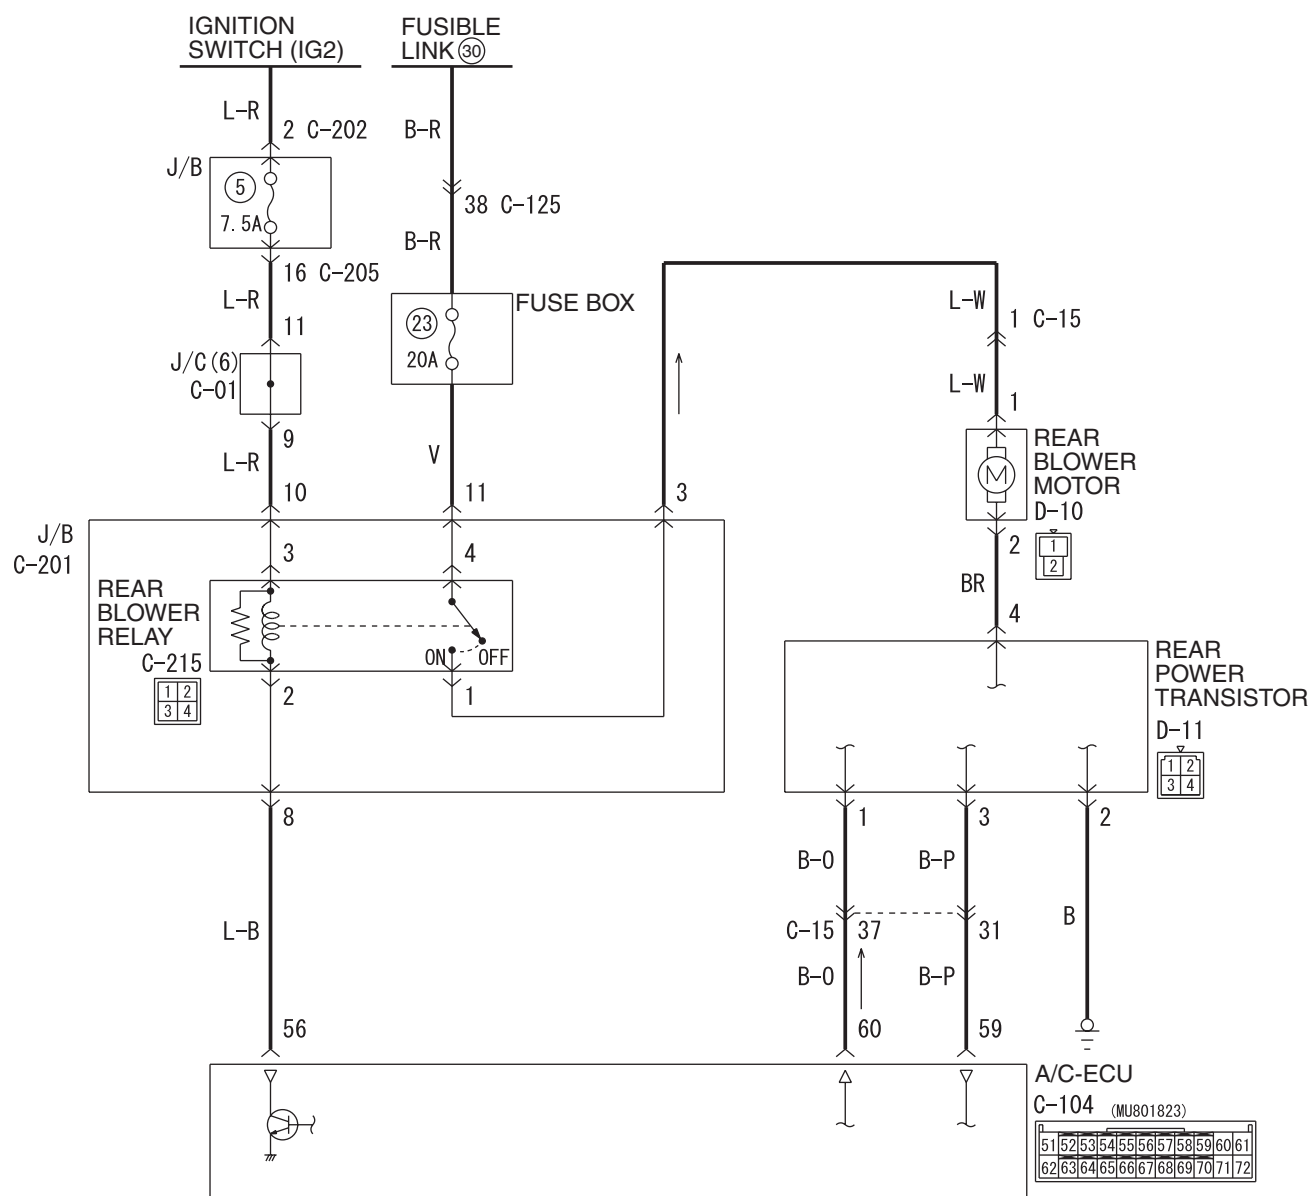 IGNITION
SWITCH (IG2)
FUSIBLE
LINK 30
L-R
2 C-202
B-R
J/B
5
7.5A
38 C-125
B-R
16 C-205
L-R
11
FUSE BOX
23
20A
J/C(6)
C-01
9
L-R
V
10
11
3
L-W
1 C-15
L-W
1
REAR
BLOWER
MOTOR
D-10
M
2
1
2
BR
4
J/B
C-201
3
4
REAR
BLOWER
RELAY
C-215
ON
OFF
1 2
3 4
2
1
REAR
POWER
TRANSISTOR
D-11
1 2
3 4
8
1
3
2
B-O
B-P
L-B
C-15
37
31
B
B-O
B-P
56
60
59
A/C-ECU
C-104 (MU801823)
51 52 53 54 55 56 57 58 59 60 61
62 63 64 65 66 67 68 69 70 71 72